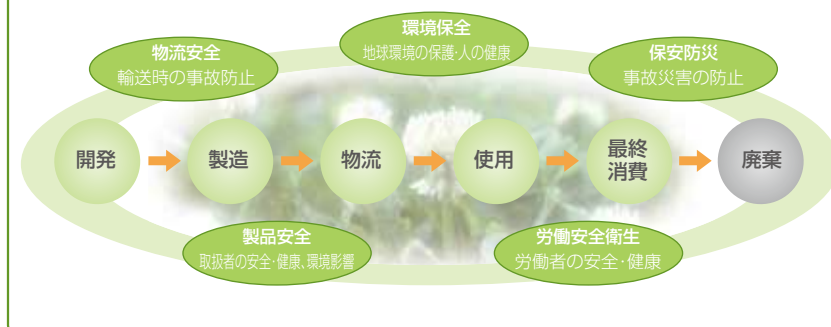 環境保全
地球環境の保護・人の健康
物流安全
輸送時の事故防止
保安防災
事故災害の防止
開発
製造
物流
使用
最終
消費
廃棄
製品安全
取扱者の安全・健康、環境影響
労働安全衛生
労働者の安全・健康